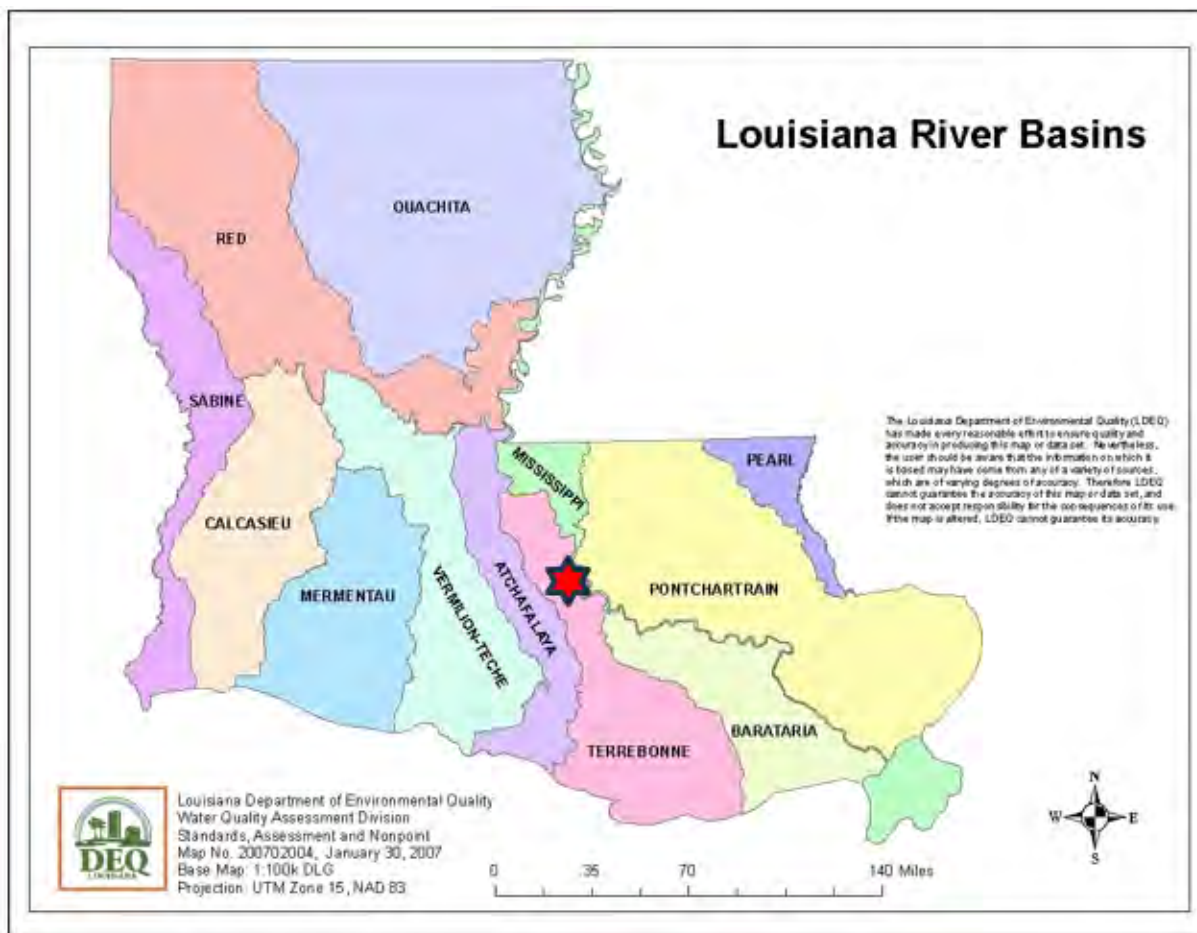 Louisiana River Basins
OUACHITA
RED
SABINE
The Louisiana Department of Environmental Quality (LDEQ)
has made every reasonable effort to ensure quality and
accuracy in producing this map or data set. Nevertheless,
the user should be aware that the information on which it
is based may have come from any of a variety of sources,
which are of varying degrees of accuracy. Therefore LDEQ
cannot guarantee the accuracy of this map or data set, and
does not accept responsibility for the consequences of its use.
If the map is altered, LDEQ cannot guarantee its accuracy.
MISSISSIPPI
PEARL
CALCASIEU
MERMENTAU
VERMILION-TECHE
ATCHAFALAYA
PONTCHARTRAIN
TERREBONNE
BARATARIA
DEQ
LOUISIANA
Louisiana Department of Environmental Quality
Water Quality Assessment Division
Standards, Assessment and Nonpoint
Map No. 200702004, January 30, 2007
Base Map: 1:100k DLG
Projection: UTM Zone 15, NAD 83
0 35 70 140 Miles
N
W E
S